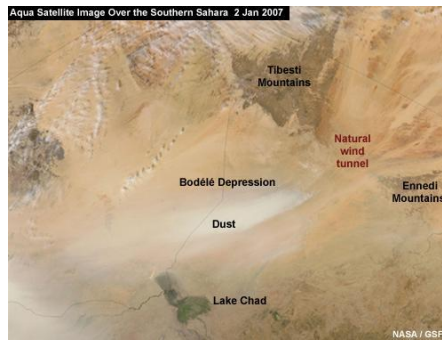 Aqua Satellite Image Over the Southern Sahara 2 Jan 2007
Tibesti
Mountains
Natural
wind
tunnel
Bodélé Depression
Ennedi
Mountains
Dust
Lake Chad
NASA / GSF